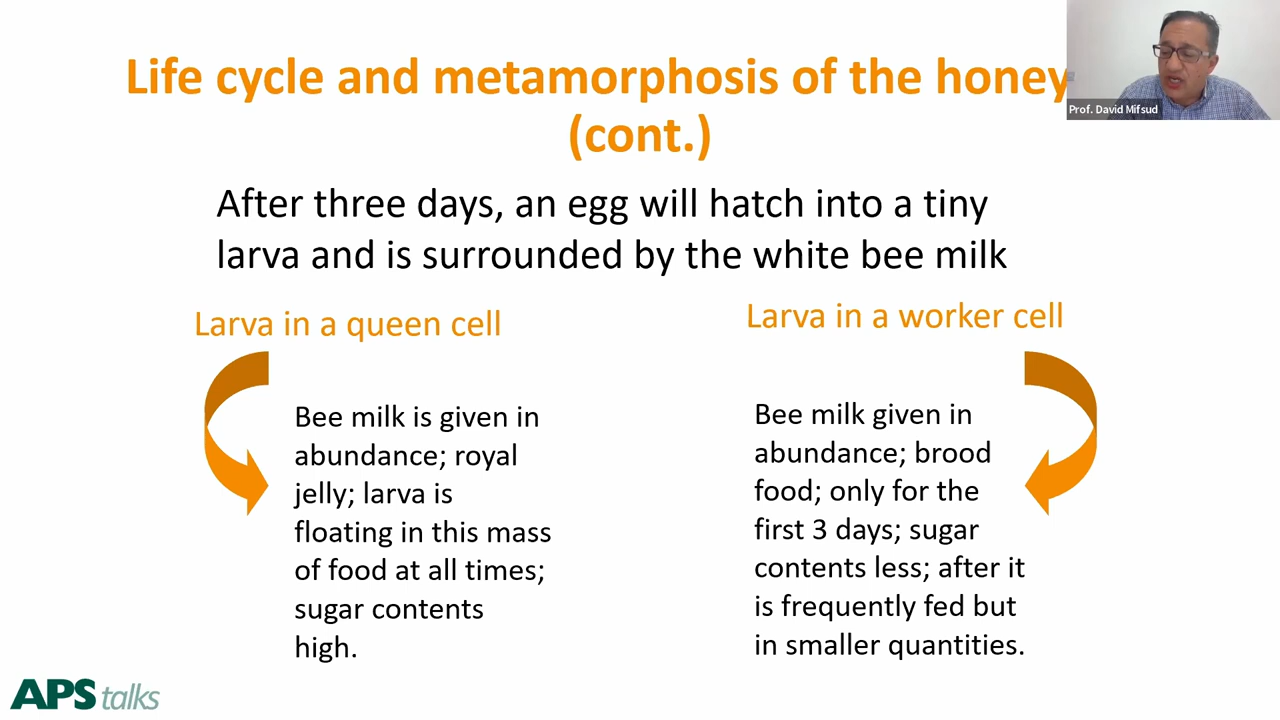 Life cycle and metamorphosis of the honey
(cont.)
Prof. David Mifsud
After three days, an egg will hatch into a tiny
larva and is surrounded by the white bee milk
Larva in a queen cell
Bee milk is given in
abundance; royal
jelly; larva is
floating in this mass
of food at all times;
sugar contents
high.
Larva in a worker cell
Bee milk given in
abundance; brood
food; only for the
first 3 days; sugar
contents less; after it
is frequently fed but
in smaller quantities.
APS talks